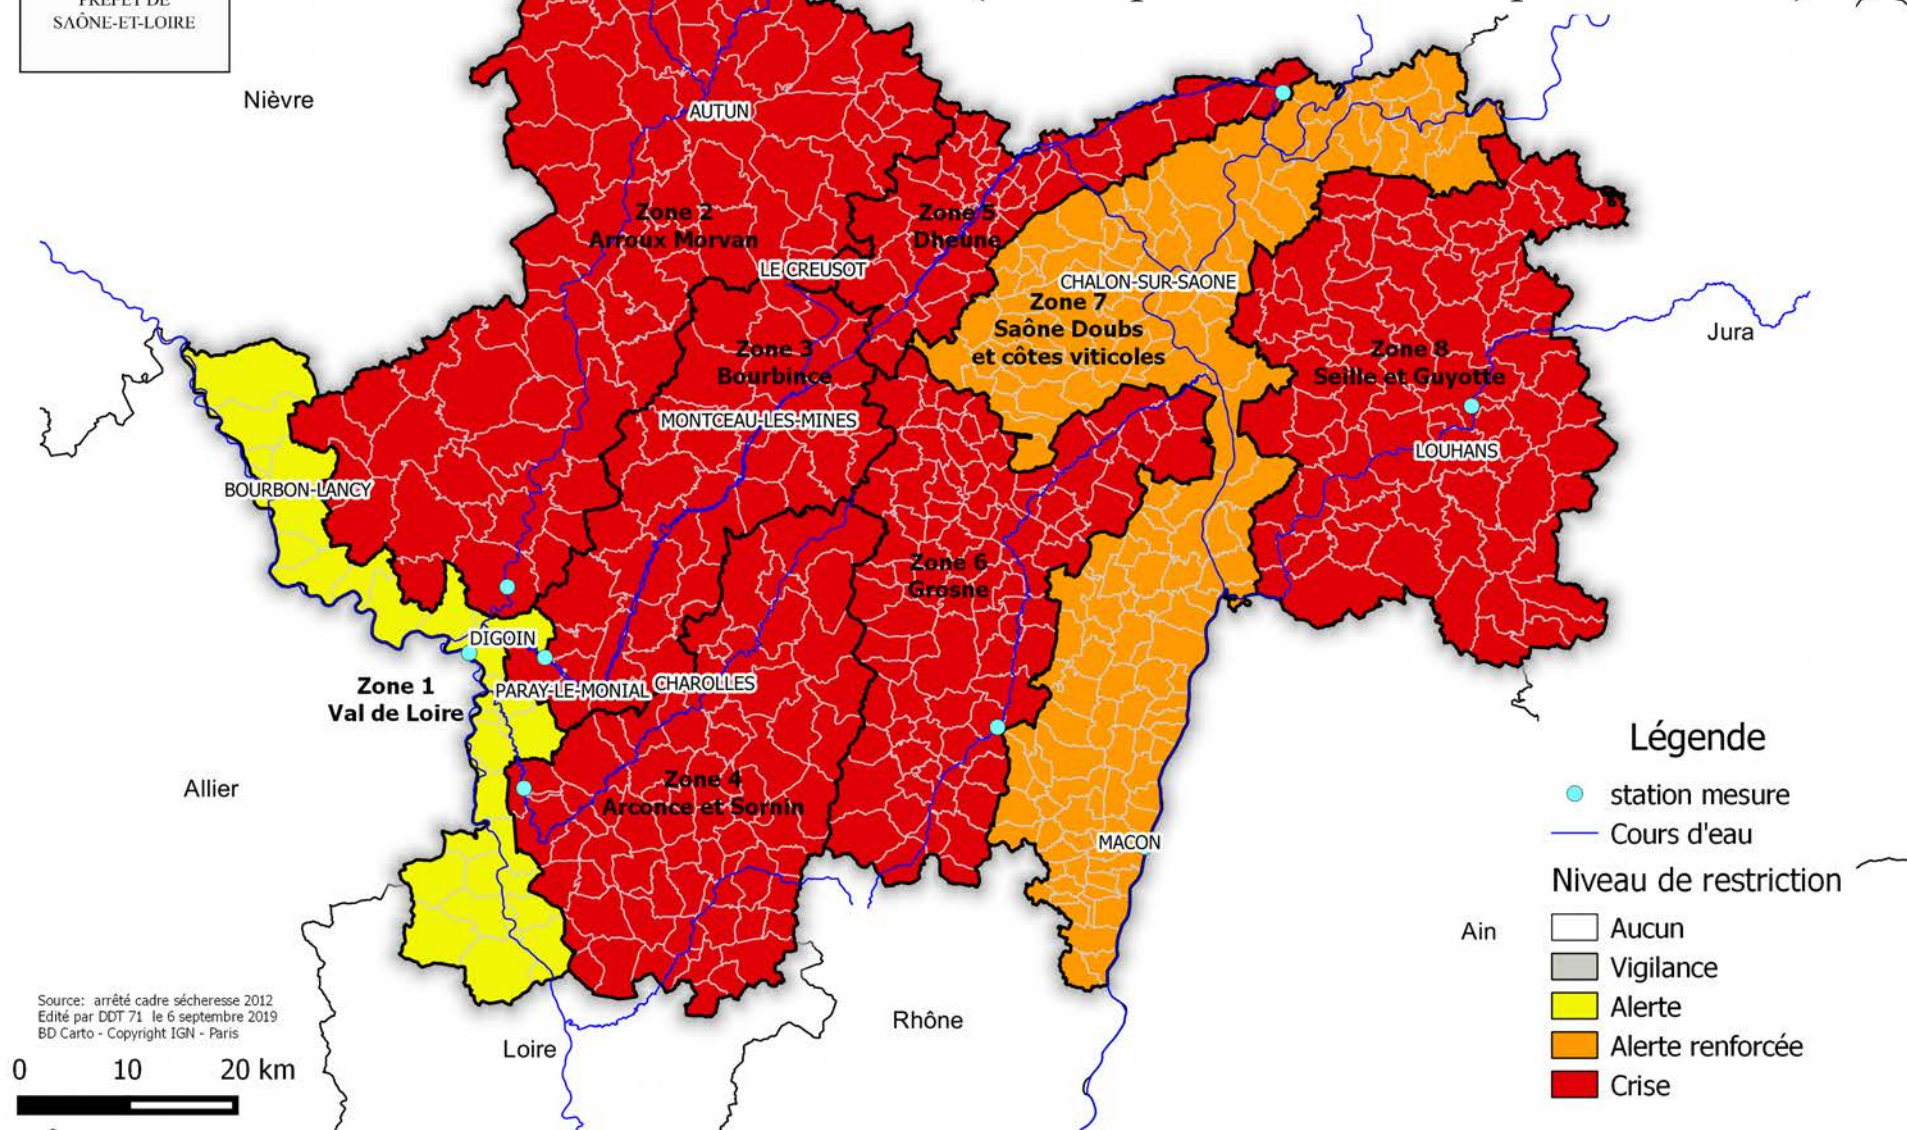 PRÉFET DE
SAÔNE-ET-LOIRE
Nièvre
AUTUN
Zone 2
Arroux Morvan
Zone 5
Dheune
LE CREUSOT
CHALON-SUR-SAONE
Zone 7
Saône Doubs
et côtes viticoles
Jura
Zone 3
Bourbince
Zone 8
Seille et Guyotte
MONTCEAU-LES-MINES
LOUHANS
BOURBON-LANCY
Zone 6
Grosne
DIGOIN
Zone 1
Val de Loire
PARAY-LE-MONIAL
CHAROLLES
Allier
Zone 4
Arconce et Sornin
MACON
Ain
Rhône
Loire
Légende
station mesure
Cours d'eau
Niveau de restriction
Aucun
Vigilance
Alerte
Alerte renforcée
Crise
Source: arrêté cadre sécheresse 2012
Edité par DDT 71 le 6 septembre 2019
BD Carto - Copyright IGN - Paris
0 10 20 km